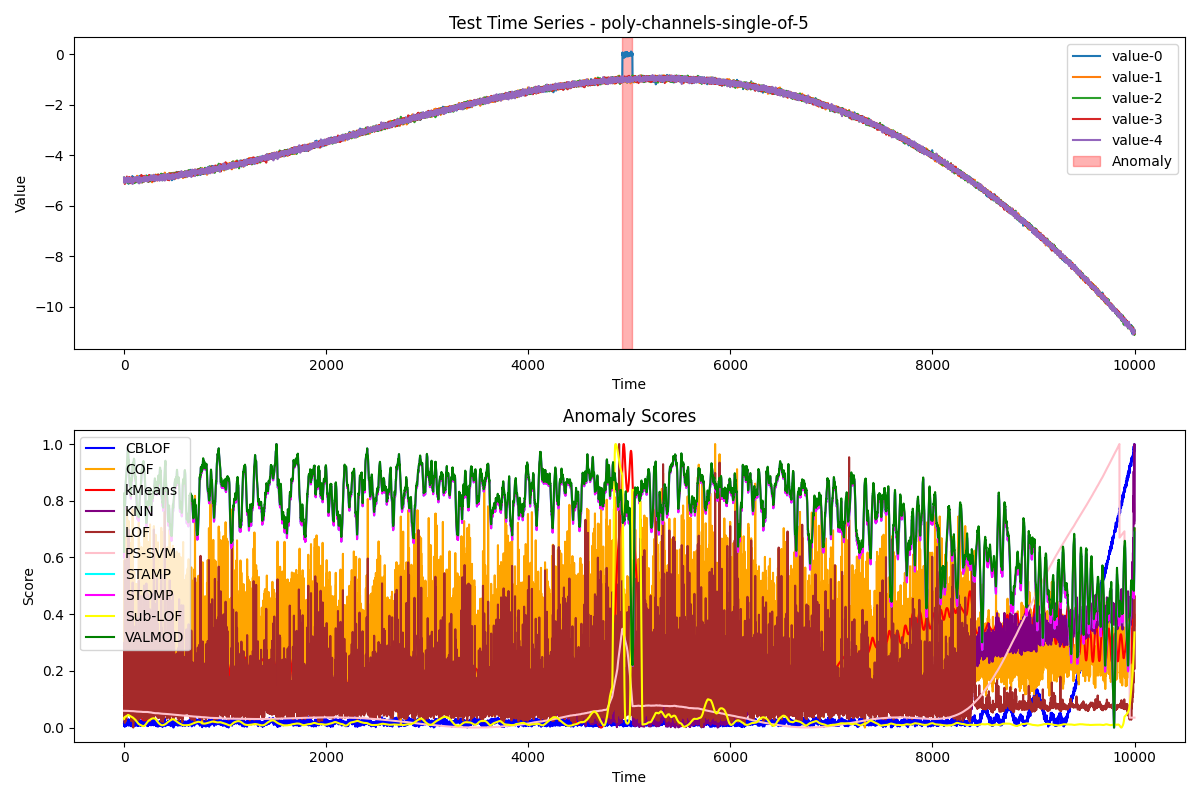 Test Time Series - poly-channels-single-of-5
Value
0
−2
−4
−6
−8
−10
0
2000
4000
6000
8000
10000
Time
value-0
value-1
value-2
value-3
value-4
Anomaly
Anomaly Scores
Score
1.0
0.8
0.6
0.4
0.2
0.0
CBLOF
COF
kMeans
KNN
LOF
PS-SVM
STAMP
STOMP
Sub-LOF
VALMOD
0
2000
4000
6000
8000
10000
Time